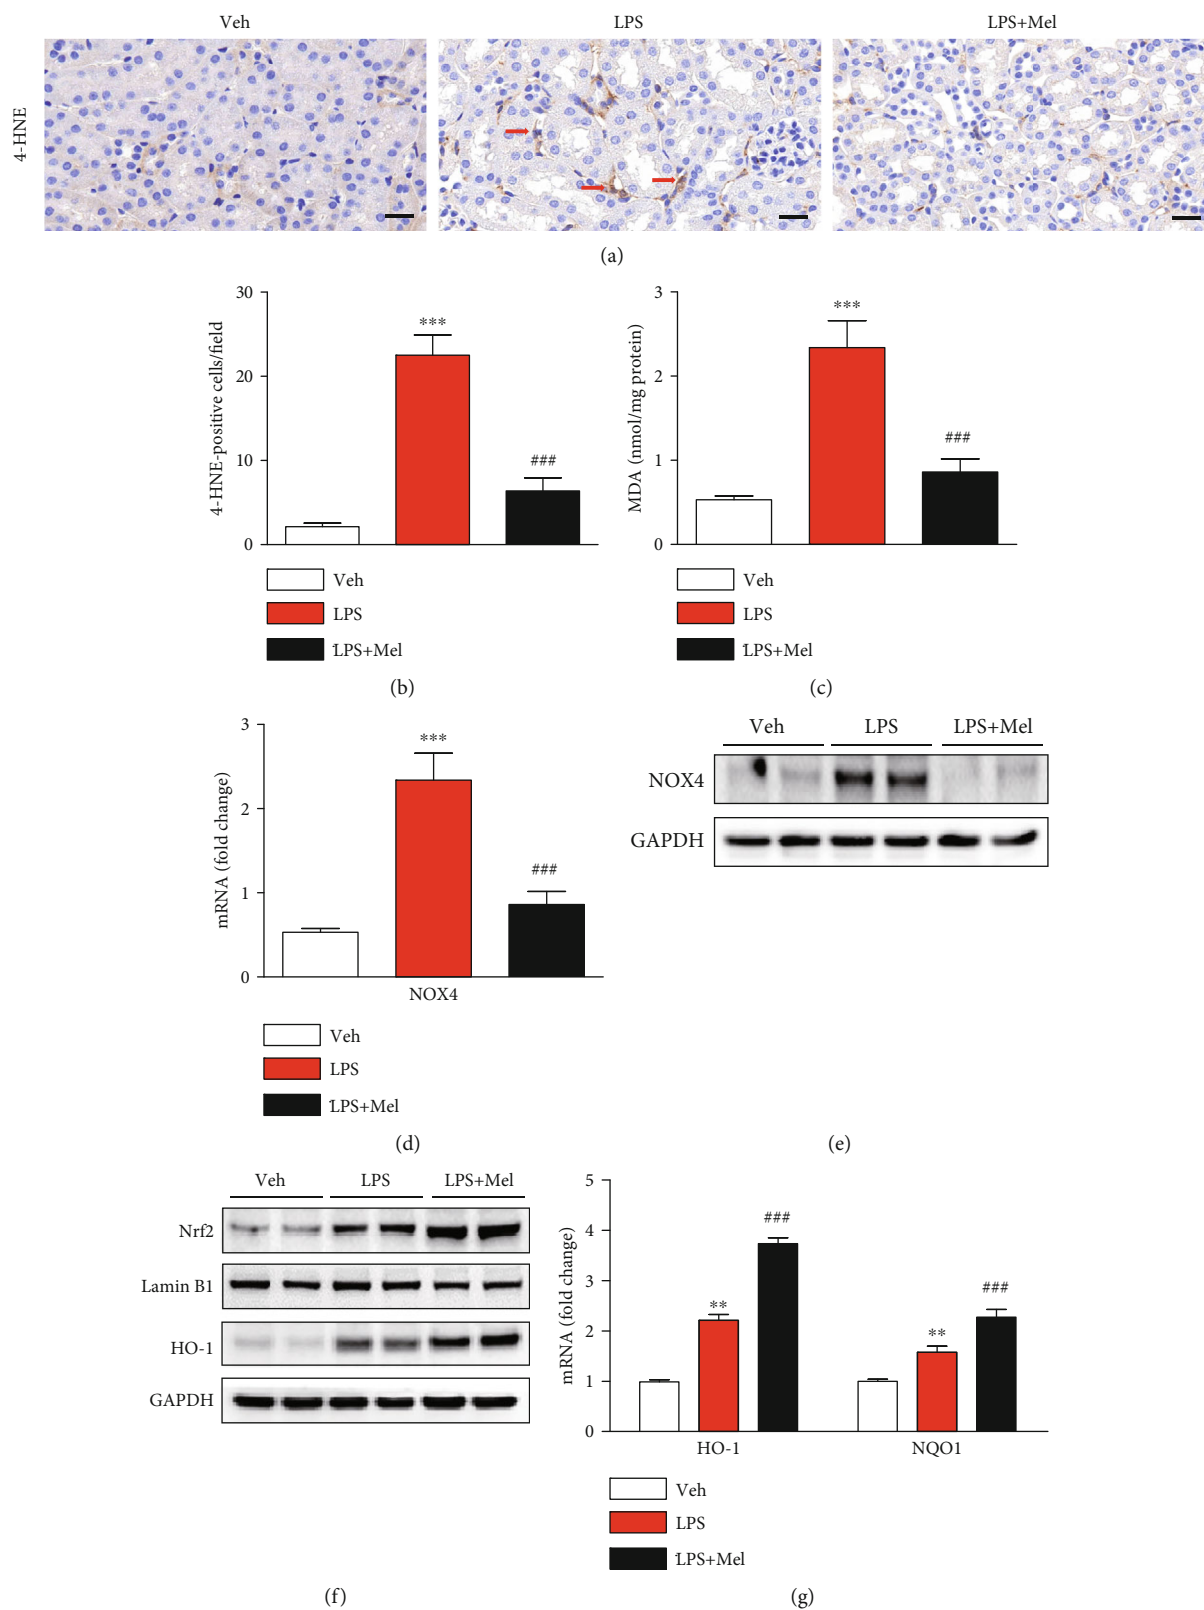 Veh LPS LPS+Mel
4-HNE
(a)
30
20
10
0
4-HNE-positive cells/field
***
###
Veh
LPS
LPS+Mel
(b)
3
2
1
0
MDA (nmol/mg protein)
***
###
Veh
LPS
LPS+Mel
(c)
3
2
1
0
mRNA (fold change)
***
###
NOX4
Veh
LPS
LPS+Mel
(d)
Veh LPS LPS+Mel
NOX4
GAPDH
(e)
Veh LPS LPS+Mel
Nrf2
Lamin B1
HO-1
GAPDH
(f)
5
4
3
2
1
0
mRNA (fold change)
**
###
**
###
HO-1 NQO1
Veh
LPS
LPS+Mel
(g)